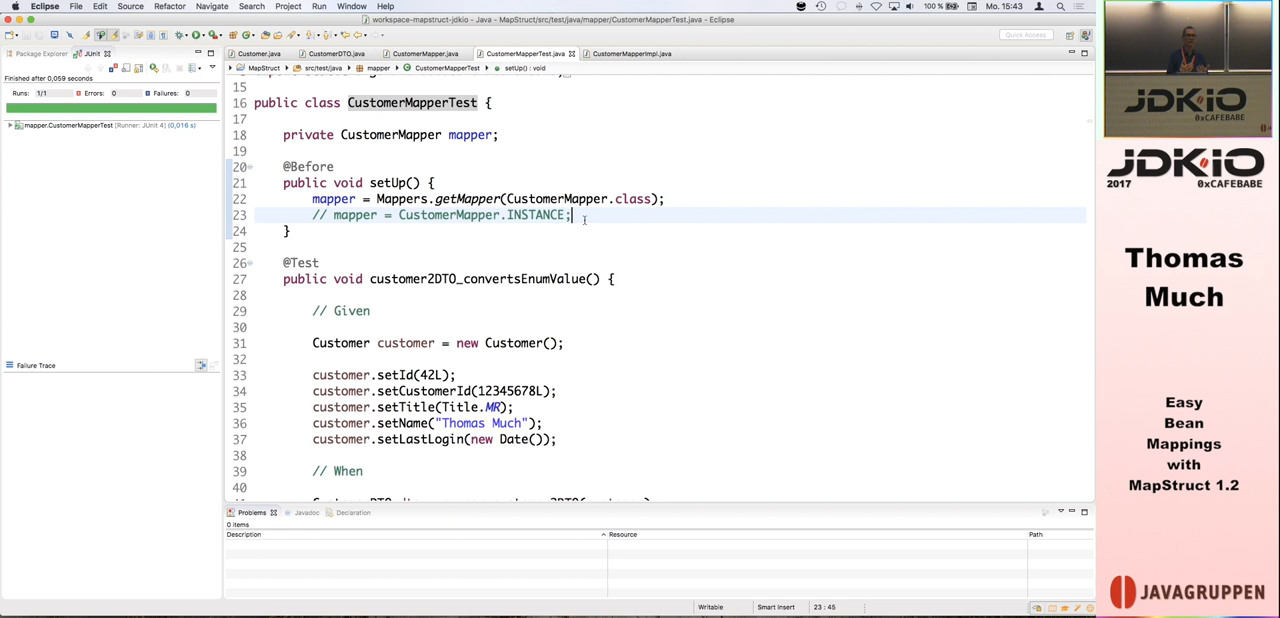 Eclipse File Edit Source Refactor Navigate Search Project Run Window Help 100 % Mo. 15:43
workspace-mapstruct-jdkio - Java - MapStruct/src/test/java/mapper/CustomerMapperTest.java - Eclipse
Quick Access
Package Explorer JUnit
Customer.java CustomerDTO.java CustomerMapper.java CustomerMapperTest.java CustomerMapperImpl.java
MapStruct src/test/java mapper CustomerMapperTest setUp() : void
Finished after 0,059 seconds
Runs: 1/1 Errors: 0 Failures: 0
mapper.CustomerMapperTest [Runner: JUnit 4] (0,016 s)
Failure Trace
15
16 public class CustomerMapperTest {
17
18 private CustomerMapper mapper;
19
20 @Before
21 public void setUp() {
22 mapper = Mappers.getMapper(CustomerMapper.class);
23 // mapper = CustomerMapper.INSTANCE;
24 }
25
26 @Test
27 public void customer2DTO_convertsEnumValue() {
28
29 // Given
30
31 Customer customer = new Customer();
32
33 customer.setId(42L);
34 customer.setCustomerId(12345678L);
35 customer.setTitle(Title.MR);
36 customer.setName("Thomas Much");
37 customer.setLastLogin(new Date());
38
39 // When
40
Problems Javadoc Declaration
0 items
Description Resource Path
Writable Smart Insert 23 : 45
JDKIO
0xCAFEBABE
JDKIO
2017 0xCAFEBABE
Thomas
Much
Easy
Bean
Mappings
with
MapStruct 1.2
JAVAGRUPPEN